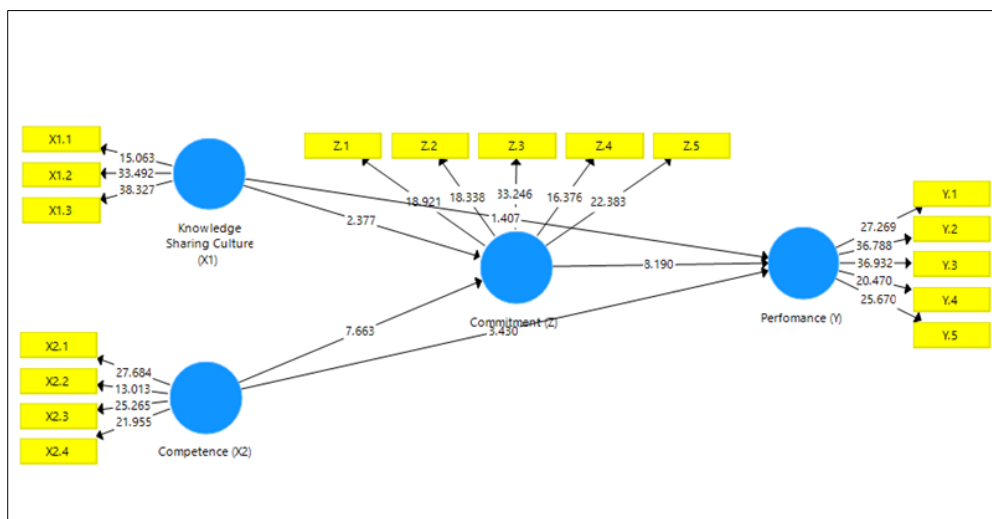 X1.1
X1.2
X1.3
15.063
33.492
38.327
Knowledge
Sharing Culture
(X1)
Z.1
Z.2
Z.3
Z.4
Z.5
18.921
18.338
33.246
16.376
22.383
2.377
1.407
Commitment (Z)
8.190
7.663
3.430
X2.1
X2.2
X2.3
X2.4
27.684
13.013
25.265
21.955
Competence (X2)
Perfomance (Y)
27.269
36.788
36.932
20.470
25.670
Y.1
Y.2
Y.3
Y.4
Y.5